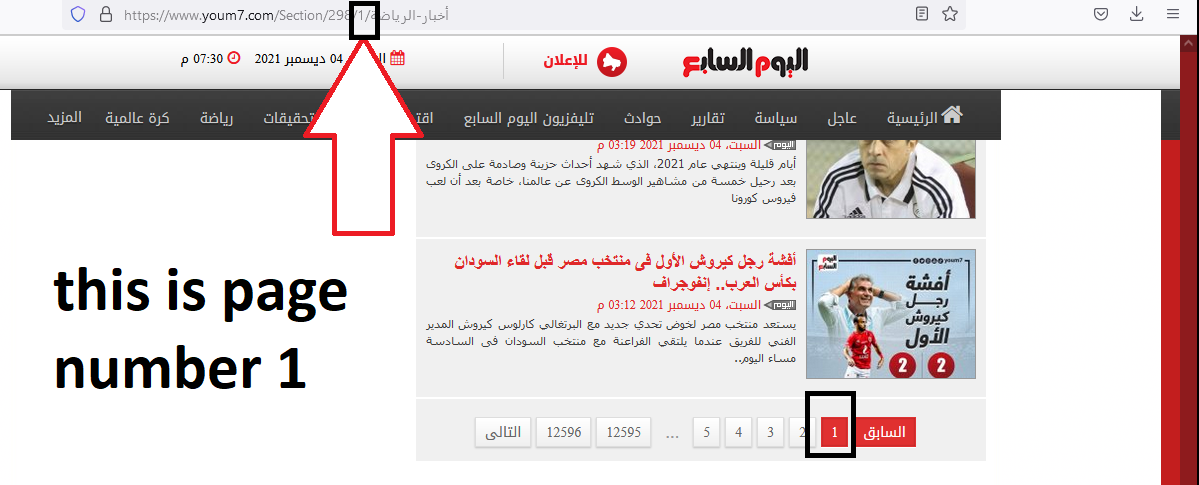 https://www.youm7.com/Section/أخبار-الرياضة/298/1
اليوم السابع
للإعلان
04 ديسمبر 2021
07:30 م
الرئيسية عاجل سياسة تقارير حوادث تليفزيون اليوم السابع تحقيقات رياضة كرة عالمية المزيد
السبت، 04 ديسمبر 2021 03:19 م
أيام قليلة وينتهي عام 2021، الذي شهد أحداث حزينة وصادمة على الكروى
بعد رحيل خمسة من مشاهير الوسط الكروى عن عالمنا، خاصة بعد أن لعب
فيروس كورونا
أفشة رجل كيروش الأول فى منتخب مصر قبل لقاء السودان
بكأس العرب.. إنفوجراف
السبت، 04 ديسمبر 2021 03:12 م
يستعد منتخب مصر لخوض تحدي جديد مع البرتغالي كارلوس كيروش المدير
الفني للفريق عندما يلتقي الفراعنة مع منتخب السودان فى السادسة
مساء اليوم..
youm7
أفشة
رجل
كيروش
الأول
2 2
this is page
number 1
السابق 1 2 3 4 5 ... 12595 12596 التالى